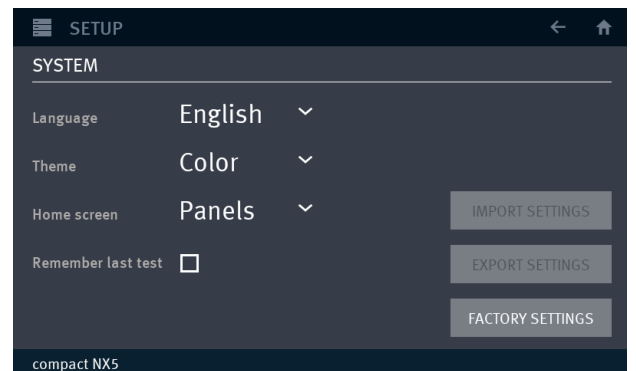 SETUP
SYSTEM
Language English
Theme Color
Home screen Panels
IMPORT SETTINGS
Remember last test
EXPORT SETTINGS
FACTORY SETTINGS
compact NX5